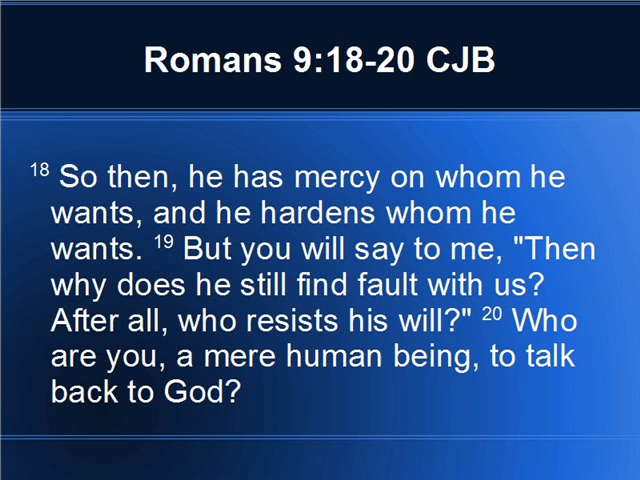 Romans 9:18-20 CJB
18 So then, he has mercy on whom he
wants, and he hardens whom he
wants. 19 But you will say to me, "Then
why does he still find fault with us?
After all, who resists his will?" 20 Who
are you, a mere human being, to talk
back to God?